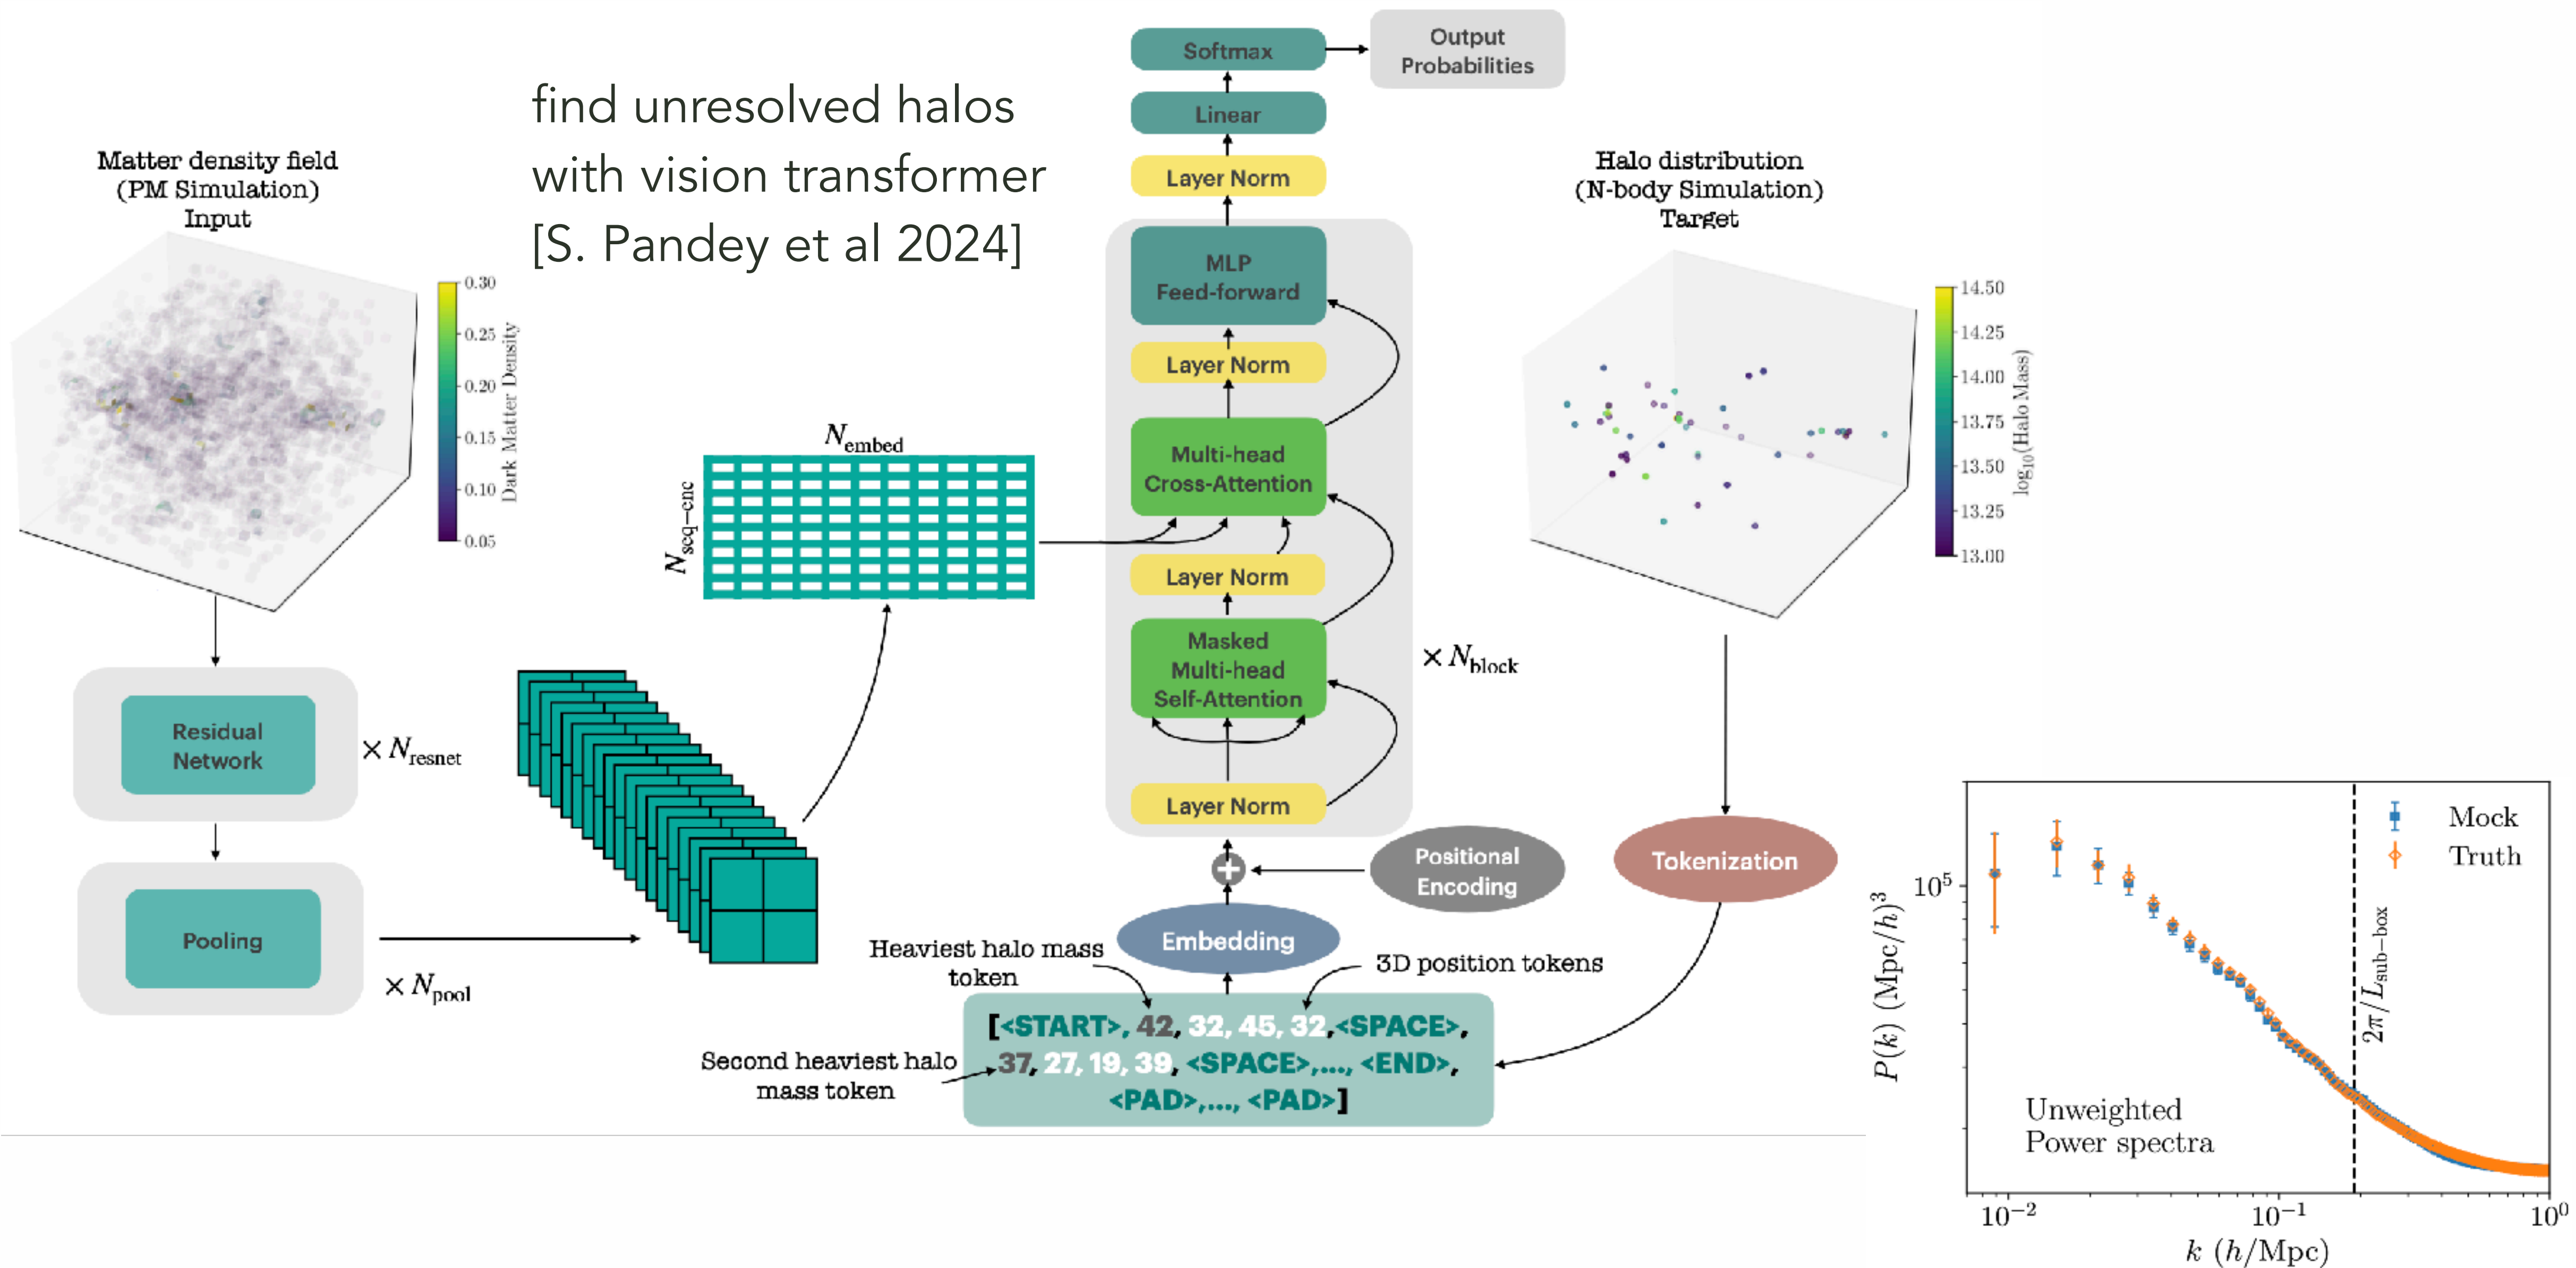 find unresolved halos
with vision transformer
[S. Pandey et al 2024]
Matter density field
(PM Simulation)
Input
0.30
0.25
0.20
0.15
0.10
0.05
Dark Matter Density
Residual
Network
× N_resnet
Pooling
× N_pool
N_embed
N_seq−enc
Softmax
Output
Probabilities
Linear
Layer Norm
MLP
Feed-forward
Layer Norm
Multi-head
Cross-Attention
Layer Norm
Masked
Multi-head
Self-Attention
Layer Norm
× N_block
Positional
Encoding
Embedding
Heaviest halo mass
token
3D position tokens
Second heaviest halo
mass token
[<START>, 42, 32, 45, 32,<SPACE>,
37, 27, 19, 39, <SPACE>,..., <END>,
<PAD>,..., <PAD>]
Halo distribution
(N-body Simulation)
Target
14.50
14.25
14.00
13.75
13.50
13.25
13.00
log₁₀(Halo Mass)
Tokenization
Mock
Truth
10⁵
P(k) (Mpc/h)³
2π/L_sub−box
Unweighted
Power spectra
10⁻² 10⁻¹ 10⁰
k (h/Mpc)